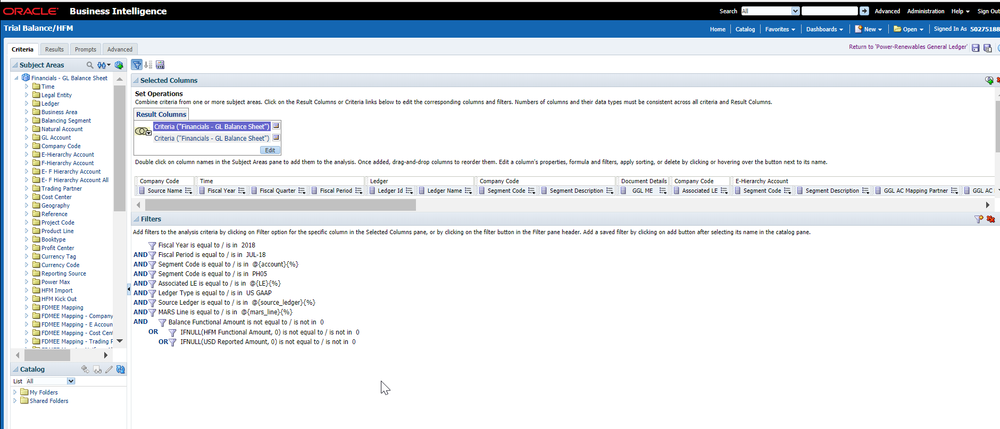 ORACLE Business Intelligence
Search All Advanced Administration Help Sign Out
Trial Balance/HFM
Home Catalog Favorites Dashboards New Open Signed In As 50275188
Criteria Results Prompts Advanced
Return to 'Power-Renewables General Ledger'
Subject Areas
Financials - GL Balance Sheet
Time
Legal Entity
Ledger
Business Area
Balancing Segment
Natural Account
GL Account
Company Code
E-Hierarchy Account
F-Hierarchy Account
E- F Hierarchy Account
E- F Hierarchy Account All
Trading Partner
Cost Center
Geography
Reference
Project Code
Product Line
Booktype
Profit Center
Currency Tag
Currency Code
Reporting Source
Power Max
HFM Import
HFM Kick Out
FDMEE Mapping
FDMEE Mapping - Company
FDMEE Mapping - E Accoun
FDMEE Mapping - Cost Cent
FDMEE Mapping - Trading P
Catalog
List All
My Folders
Shared Folders
XYZ
Selected Columns
Set Operations
Combine criteria from one or more subject areas. Click on the Result Columns or Criteria links below to edit the corresponding columns and filters. Numbers of columns and their data types must be consistent across all criteria and Result Columns.
Result Columns
Criteria ("Financials - GL Balance Sheet")
Criteria ("Financials - GL Balance Sheet")
Edit
Double click on column names in the Subject Areas pane to add them to the analysis. Once added, drag-and-drop columns to reorder them. Edit a column's properties, formula and filters, apply sorting, or delete by clicking or hovering over the button next to its name.
Company Code Time Ledger Company Code Document Details Company Code E-Hierarchy Account
Source Name Fiscal Year Fiscal Quarter Fiscal Period Ledger Id Ledger Name Segment Code Segment Description GGL ME Associated LE Segment Code Segment Description GGL AC Mapping Partner GGL AC
Filters
Add filters to the analysis criteria by clicking on Filter option for the specific column in the Selected Columns pane, or by clicking on the filter button in the Filter pane header. Add a saved filter by clicking on add button after selecting its name in the catalog pane.
Fiscal Year is equal to / is in 2018
AND Fiscal Period is equal to / is in JUL-18
AND Segment Code is equal to / is in @{account}{%}
AND Segment Code is equal to / is in PH05
AND Associated LE is equal to / is in @{LE}{%}
AND Ledger Type is equal to / is in US GAAP
AND Source Ledger is equal to / is in @{source_ledger}{%}
AND MARS Line is equal to / is in @{mars_line}{%}
AND Balance Functional Amount is not equal to / is not in 0
OR IFNULL(HFM Functional Amount, 0) is not equal to / is not in 0
OR IFNULL(USD Reported Amount, 0) is not equal to / is not in 0